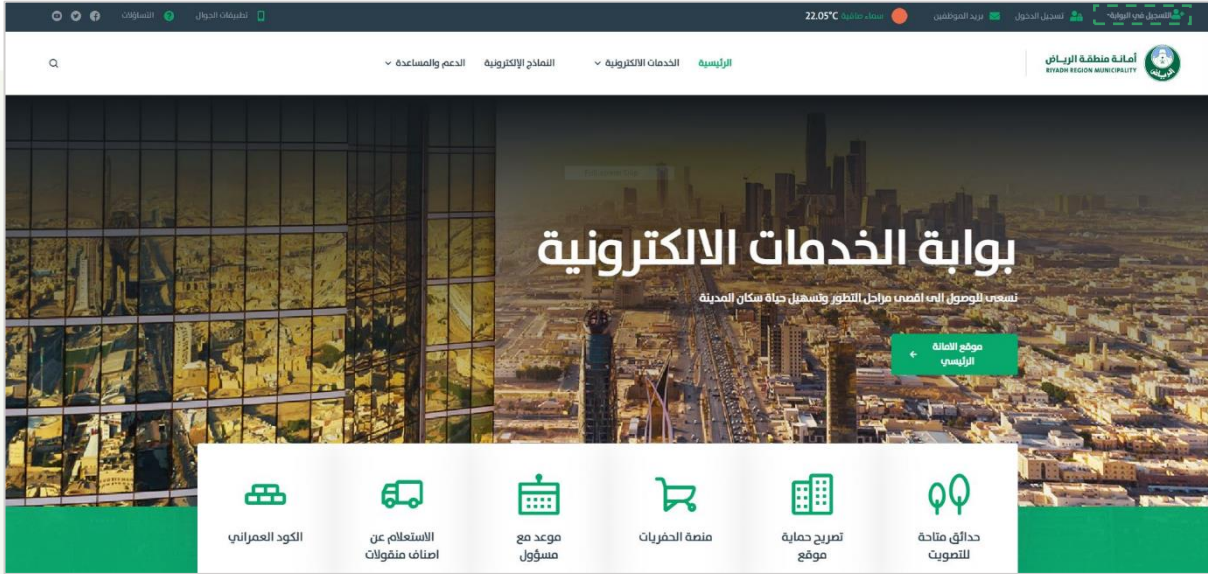 التسجيل في البوابة
تسجيل الدخول
بريد الموظفين
سماء صافية 22.05°C
تطبيقات الجوال
التساؤلات
أمانة منطقة الرياض
RIYADH REGION MUNICIPALITY
الرئيسية
الخدمات الالكترونية
النماذج الإلكترونية
الدعم والمساعدة
بوابة الخدمات الالكترونية
نسعى للوصول الى اقصى مراحل التطور وتسهيل حياة سكان المدينة
موقع الامانة
الرئيسي
حدائق متاحة
للتصويت
تصريح حماية
موقع
منصة الحفريات
موعد مع
مسؤول
الاستعلام عن
اصناف منقولات
الكود العمراني